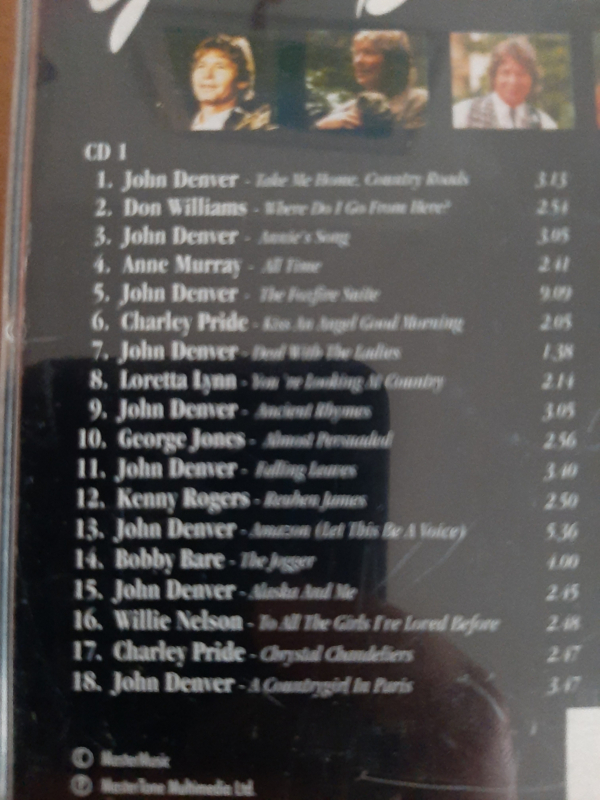 CD 1
1. John Denver - Take Me Home, Country Roads 3.13
2. Don Williams - Where Do I Go From Here? 2.54
3. John Denver - Annie's Song 3.05
4. Anne Murray - All Time 2.41
5. John Denver - The Foxfire Suite 9.09
6. Charley Pride - Kiss An Angel Good Morning 2.05
7. John Denver - Deal With The Ladies 1.38
8. Loretta Lynn - You 're Looking At Country 2.14
9. John Denver - Ancient Rhymes 3.05
10. George Jones - Almost Persuaded 2.56
11. John Denver - Falling Leaves 3.40
12. Kenny Rogers - Reuben James 2.50
13. John Denver - Amazon (Let This Be A Voice) 5.36
14. Bobby Bare - The Jogger 4.00
15. John Denver - Alaska And Me 2.45
16. Willie Nelson - To All The Girls I've Loved Before 2.48
17. Charley Pride - Chrystal Chandeliers 2.47
18. John Denver - A Countrygirl In Paris 3.47
© MasterMusic
℗ MasterTone Multimedia Ltd.